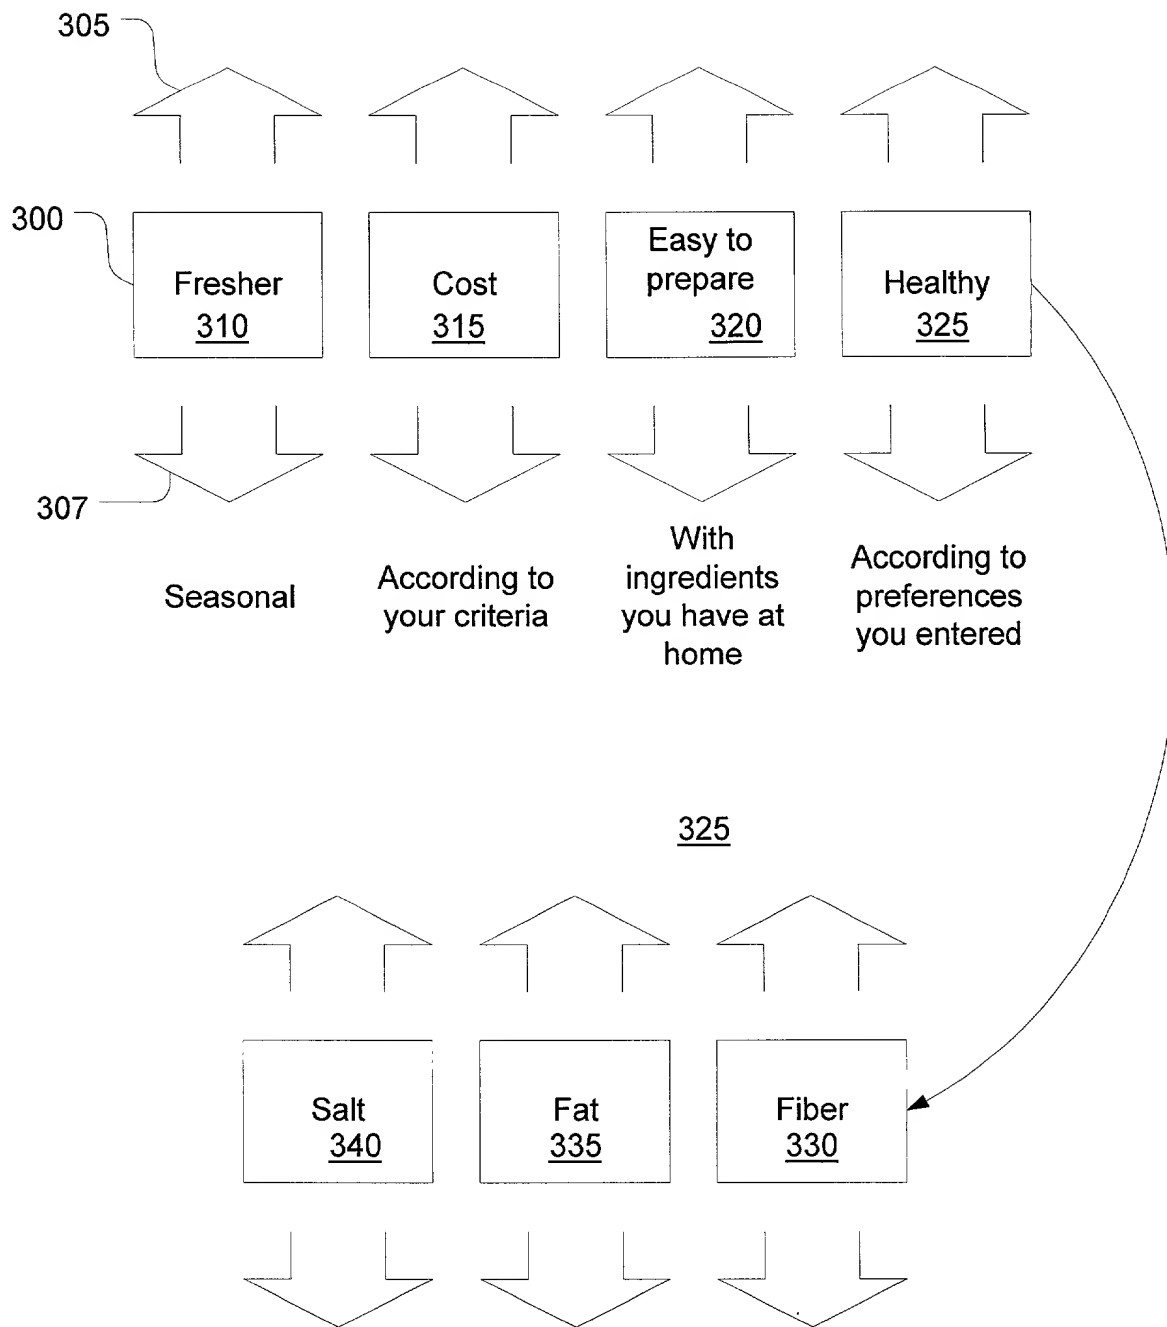 305
300
Fresher
310
Cost
315
Easy to
prepare
320
Healthy
325
307
Seasonal
According to
your criteria
With
ingredients
you have at
home
According to
preferences
you entered
325
Salt
340
Fat
335
Fiber
330